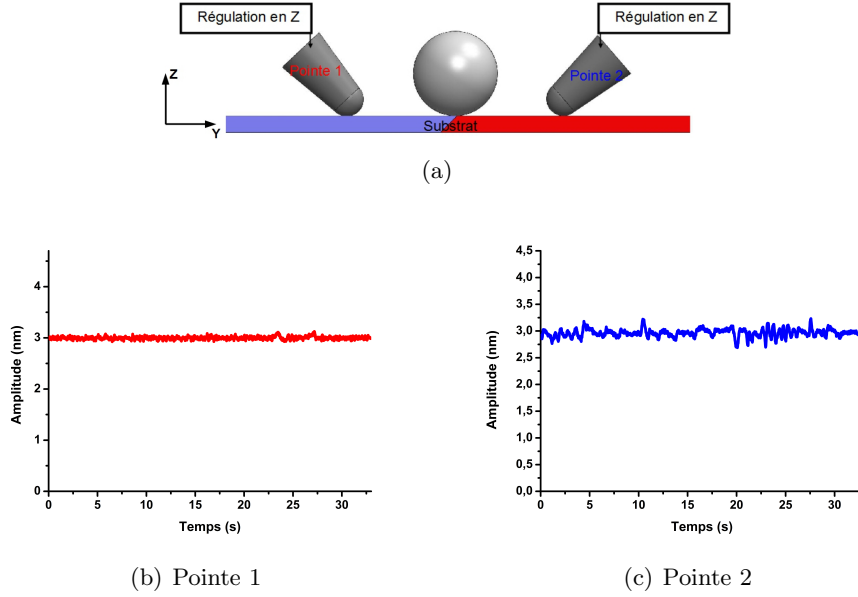 Régulation en Z
Régulation en Z
Pointe 1
Pointe 2
Z
Y
Substrat
(a)
Amplitude (nm)
4
3
2
1
0
0 5 10 15 20 25 30
Temps (s)
(b) Pointe 1
Amplitude (nm)
4,5
4,0
3,5
3,0
2,5
2,0
1,5
1,0
0,5
0,0
0 5 10 15 20 25 30
Temps (s)
(c) Pointe 2